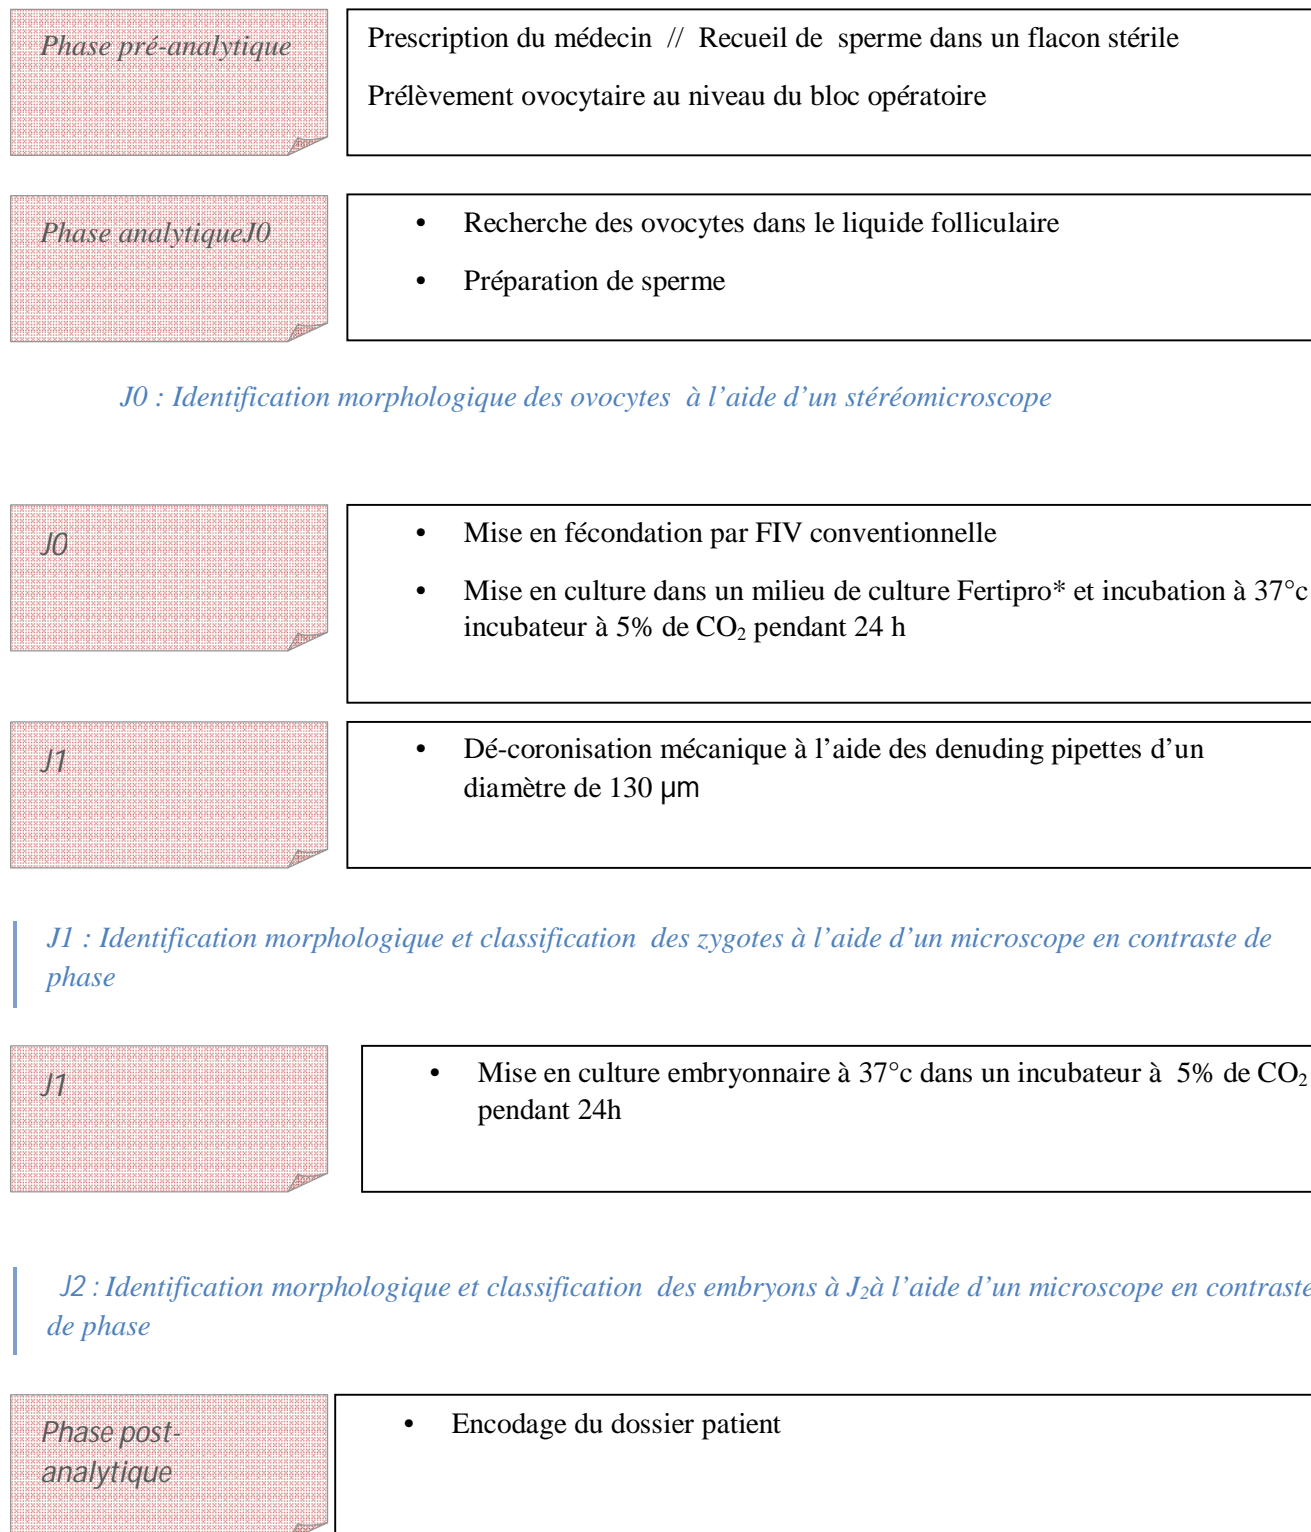 Phase pré-analytique
Prescription du médecin // Recueil de sperme dans un flacon stérile
Prélèvement ovocytaire au niveau du bloc opératoire
Phase analytiqueJ0
• Recherche des ovocytes dans le liquide folliculaire
• Préparation de sperme
J0 : Identification morphologique des ovocytes à l’aide d’un stéréomicroscope
J0
• Mise en fécondation par FIV conventionnelle
• Mise en culture dans un milieu de culture Fertipro* et incubation à 37°c
incubateur à 5% de CO₂ pendant 24 h
J1
• Dé-coronisation mécanique à l’aide des denuding pipettes d’un
diamètre de 130 µm
J1 : Identification morphologique et classification des zygotes à l’aide d’un microscope en contraste de
phase
J1
• Mise en culture embryonnaire à 37°c dans un incubateur à 5% de CO₂
pendant 24h
J2 : Identification morphologique et classification des embryons à J₂à l’aide d’un microscope en contraste
de phase
Phase post-
analytique
• Encodage du dossier patient